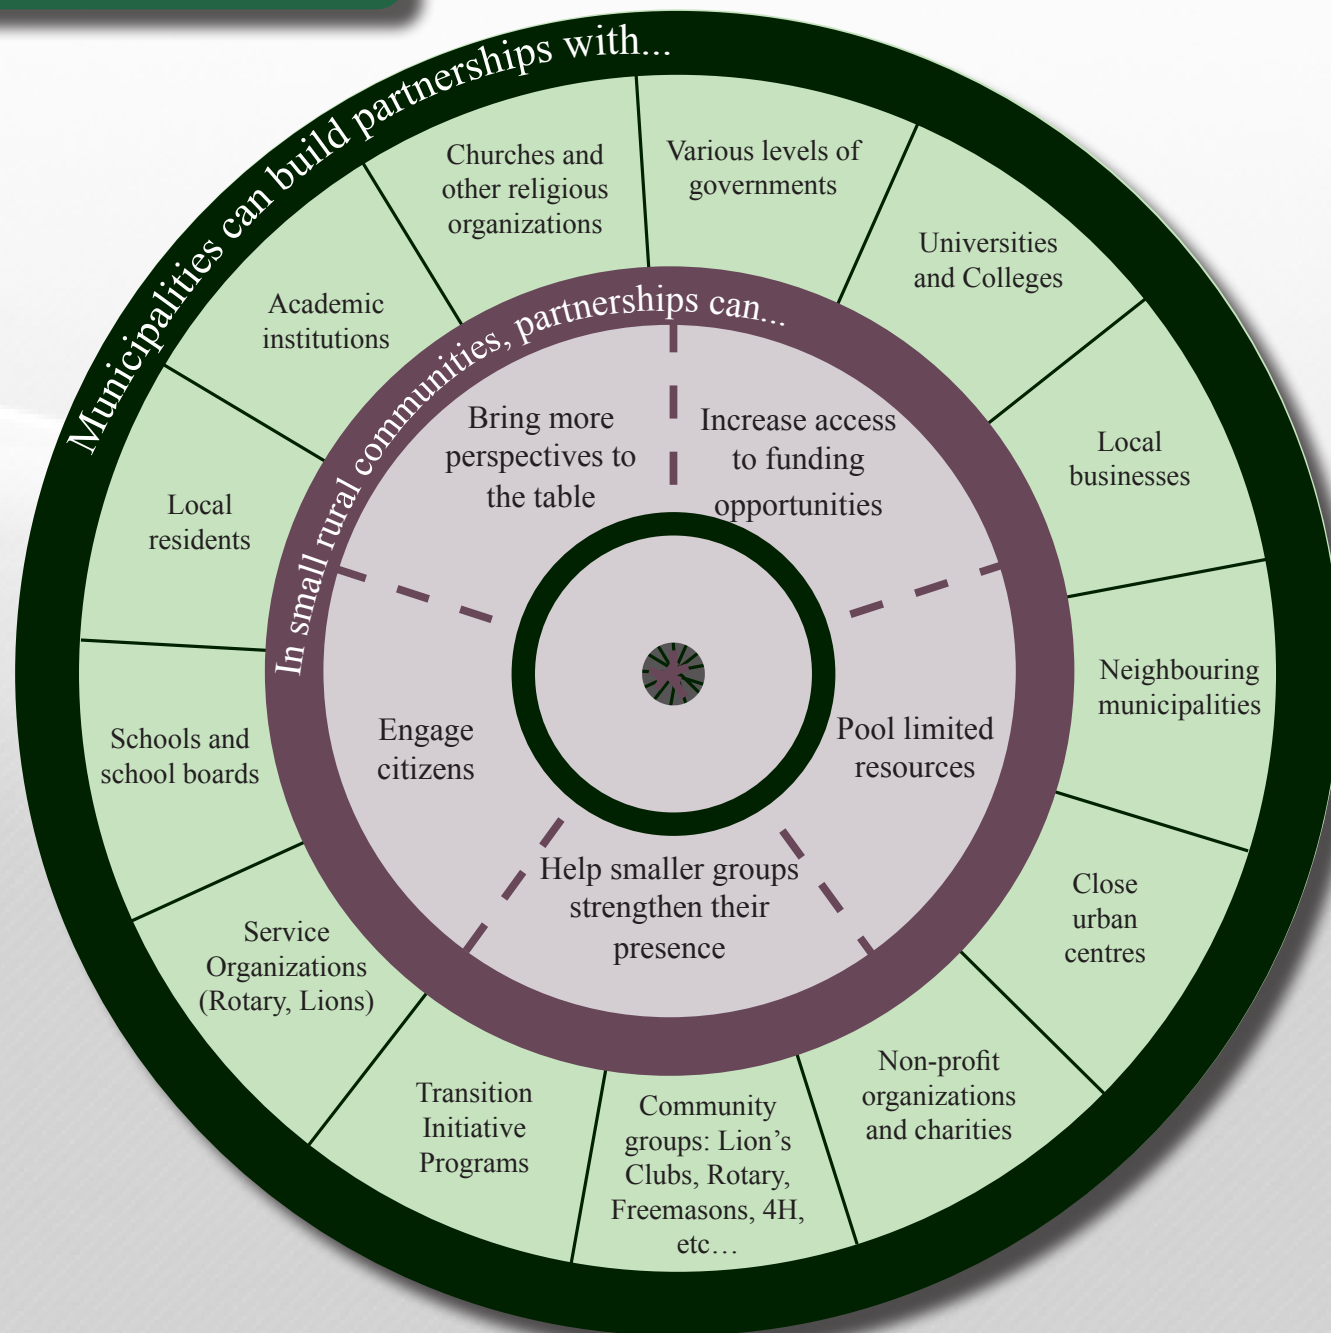 Municipalities can build partnerships with...
Various levels of
governments
Universities
and Colleges
Local
businesses
Neighbouring
municipalities
Close
urban
centres
Non-profit
organizations
and charities
Community
groups: Lion’s
Clubs, Rotary,
Freemasons, 4H,
etc…
Transition
Initiative
Programs
Service
Organizations
(Rotary, Lions)
Schools and
school boards
Local
residents
Academic
institutions
Churches and
other religious
organizations
In small rural communities, partnerships can...
Increase access
to funding
opportunities
Pool limited
resources
Help smaller groups
strengthen their
presence
Engage
citizens
Bring more
perspectives to
the table